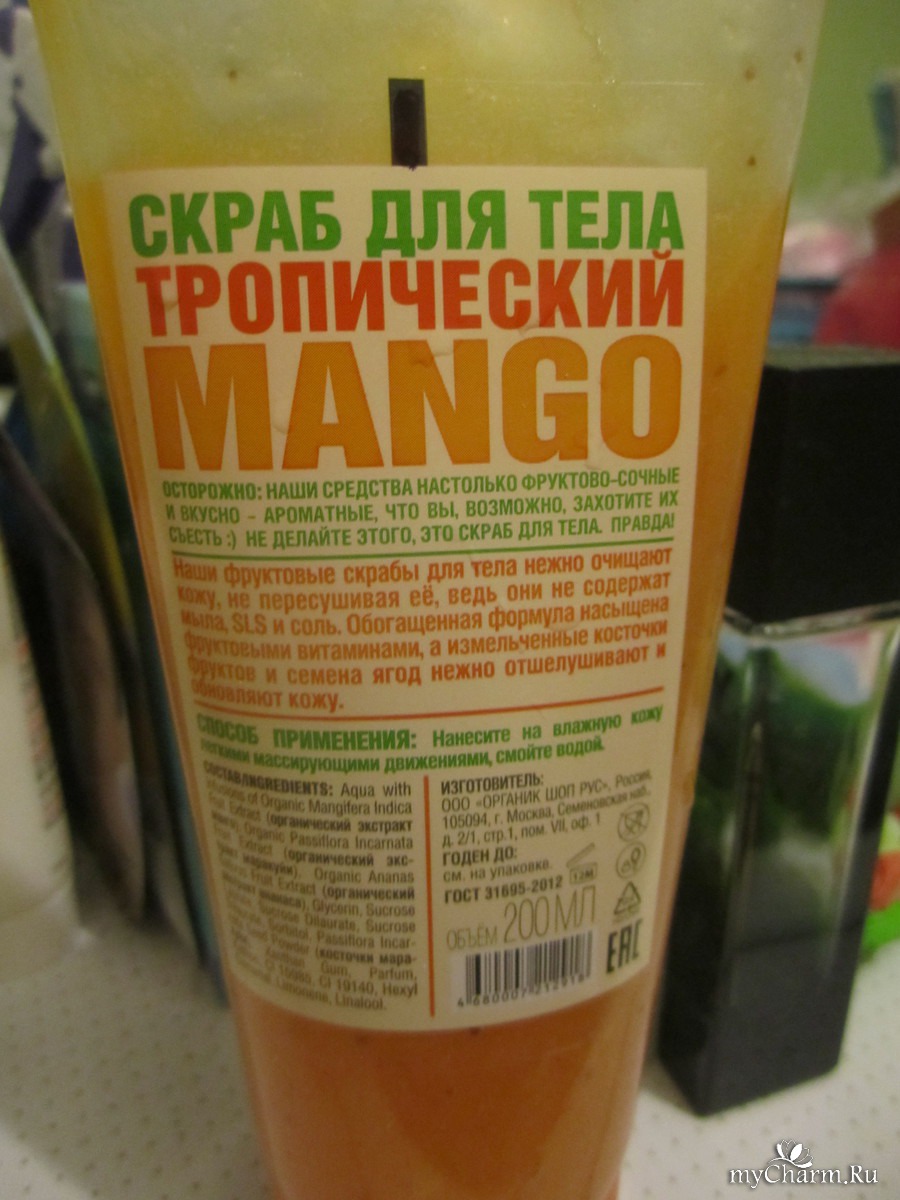 СКРАБ ДЛЯ ТЕЛА
ТРОПИЧЕСКИЙ
MANGO
ОСТОРОЖНО: НАШИ СРЕДСТВА НАСТОЛЬКО ФРУКТОВО-СОЧНЫЕ
И ВКУСНО - АРОМАТНЫЕ, ЧТО ВЫ, ВОЗМОЖНО, ЗАХОТИТЕ ИХ
СЪЕСТЬ :) НЕ ДЕЛАЙТЕ ЭТОГО, ЭТО СКРАБ ДЛЯ ТЕЛА. ПРАВДА!
Наши фруктовые скрабы для тела нежно очищают
кожу, не пересушивая её, ведь они не содержат
мыла, SLS и соль. Обогащенная формула насыщена
фруктовыми витаминами, а измельченные косточки
фруктов и семена ягод нежно отшелушивают и
обновляют кожу.
СПОСОБ ПРИМЕНЕНИЯ: Нанесите на влажную кожу
легкими массирующими движениями, смойте водой.
СОСТАВ/INGREDIENTS: Aqua with
infusions of Organic Mangifera Indica
Fruit Extract (органический экстракт
манго), Organic Passiflora Incarnata
Fruit Extract (органический экс-
тракт маракуйи), Organic Ananas
Fruit Extract (органический
экстракт ананаса), Glycerin, Sucrose
Sucrose Dilaurate, Sucrose
Sorbitol, Passiflora Incar-
Seed Powder (косточки мара-
Xanthan Gum, Parfum,
CI 15985, CI 19140, Hexyl
Limonene, Linalool.
ИЗГОТОВИТЕЛЬ:
ООО «ОРГАНИК ШОП РУС», Россия,
105094, г. Москва, Семеновская наб.,
д. 2/1, стр.1, пом. VII, оф. 1
ГОДЕН ДО:
см. на упаковке. 12M
ГОСТ 31695-2012
ОБЪЁМ 200 МЛ
EAC
myCharm.Ru